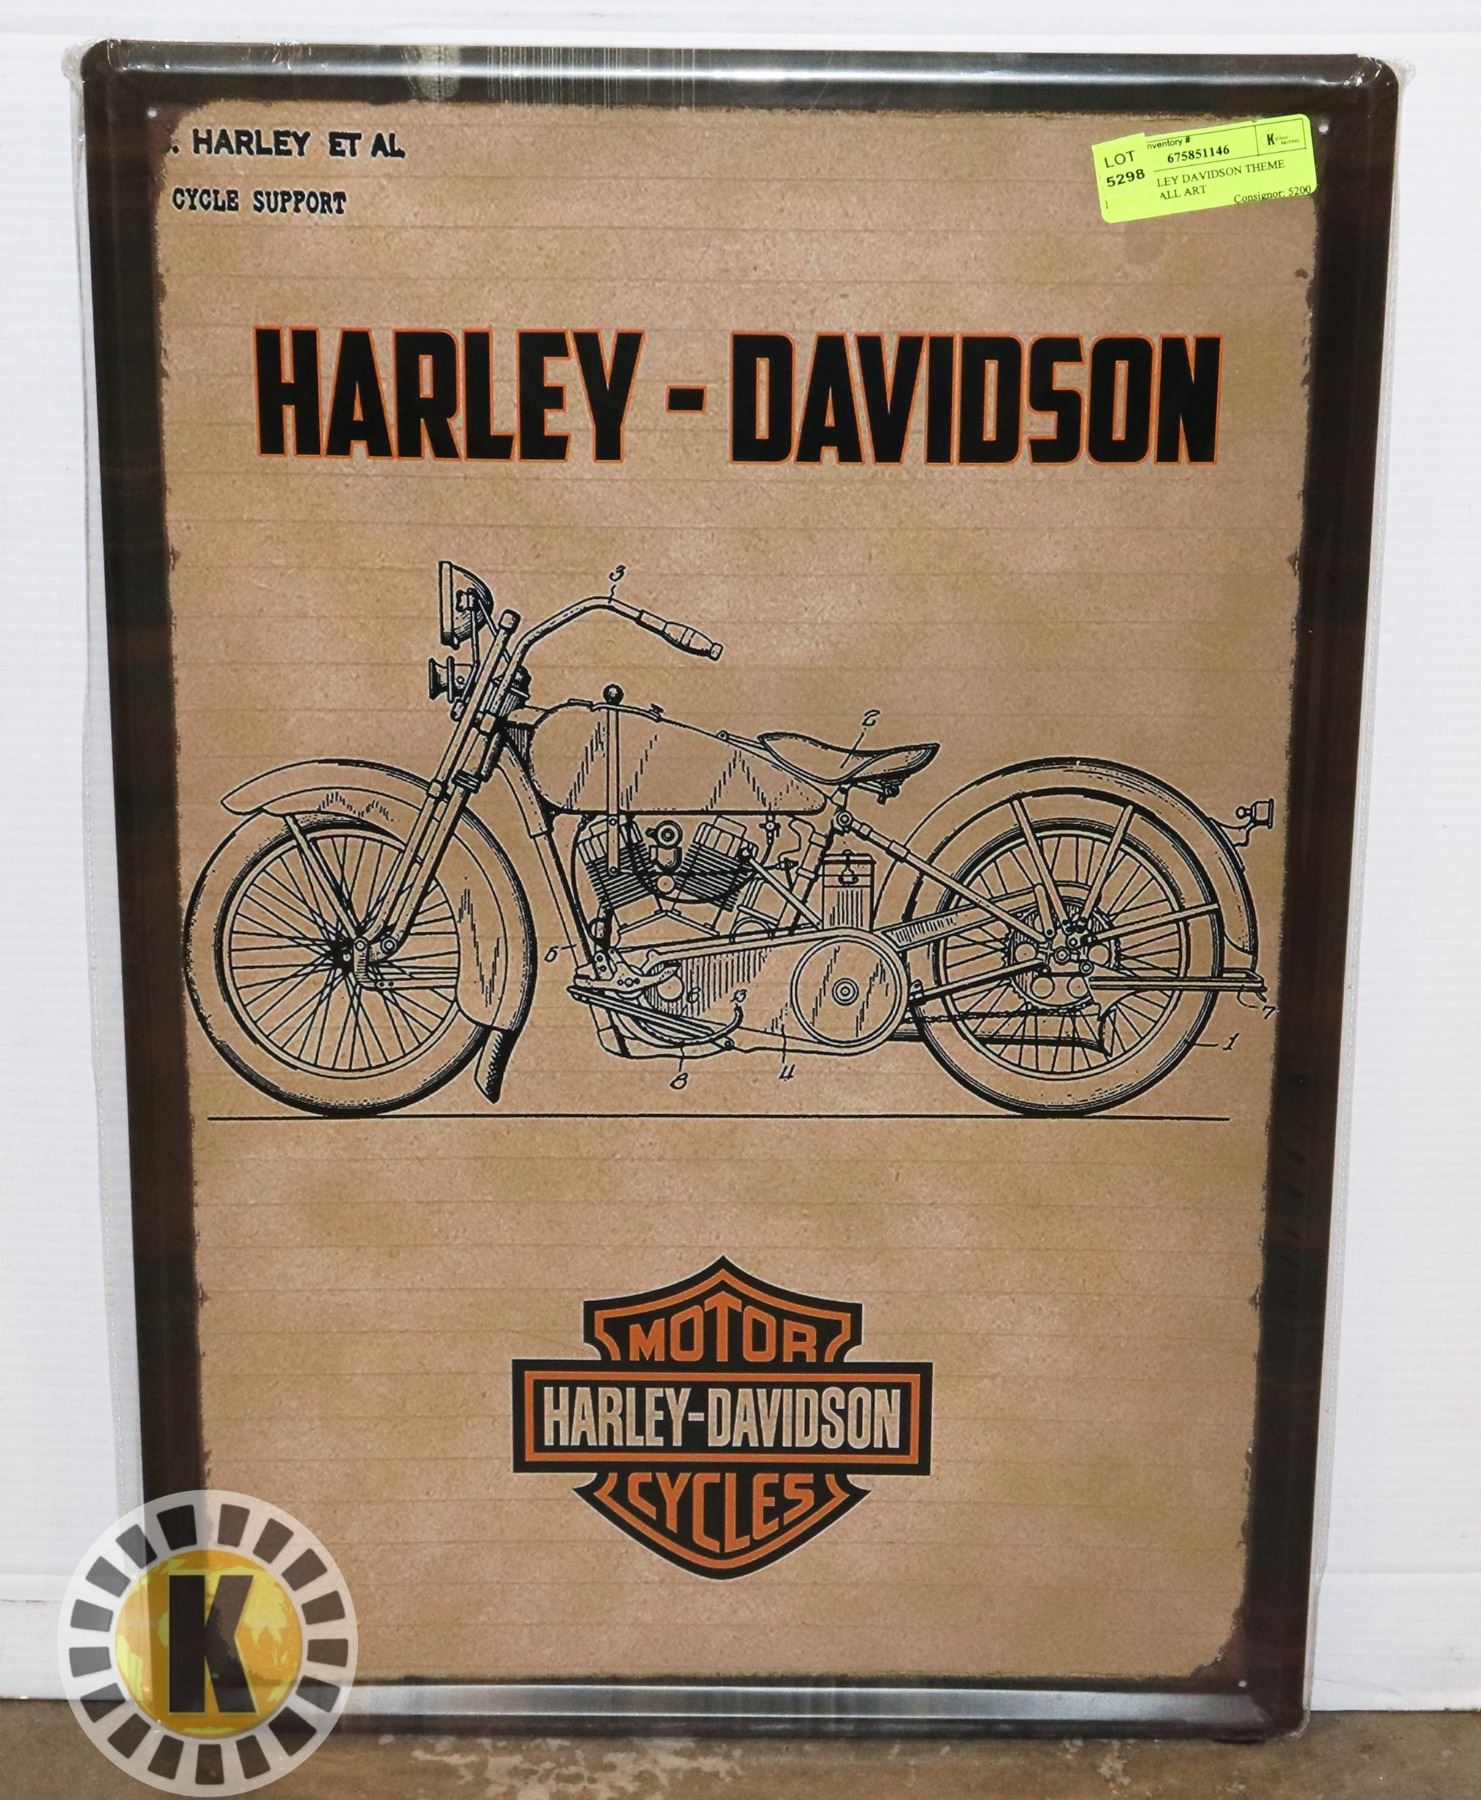 . HARLEY ET AL
CYCLE SUPPORT
LOT
5298
1
nventory #
675851146
LEY DAVIDSON THEME
ALL ART
Consignor: 5200
K
HARLEY - DAVIDSON
3
2
5
6
3
8
4
7
1
MOTOR
HARLEY-DAVIDSON
CYCLES
K